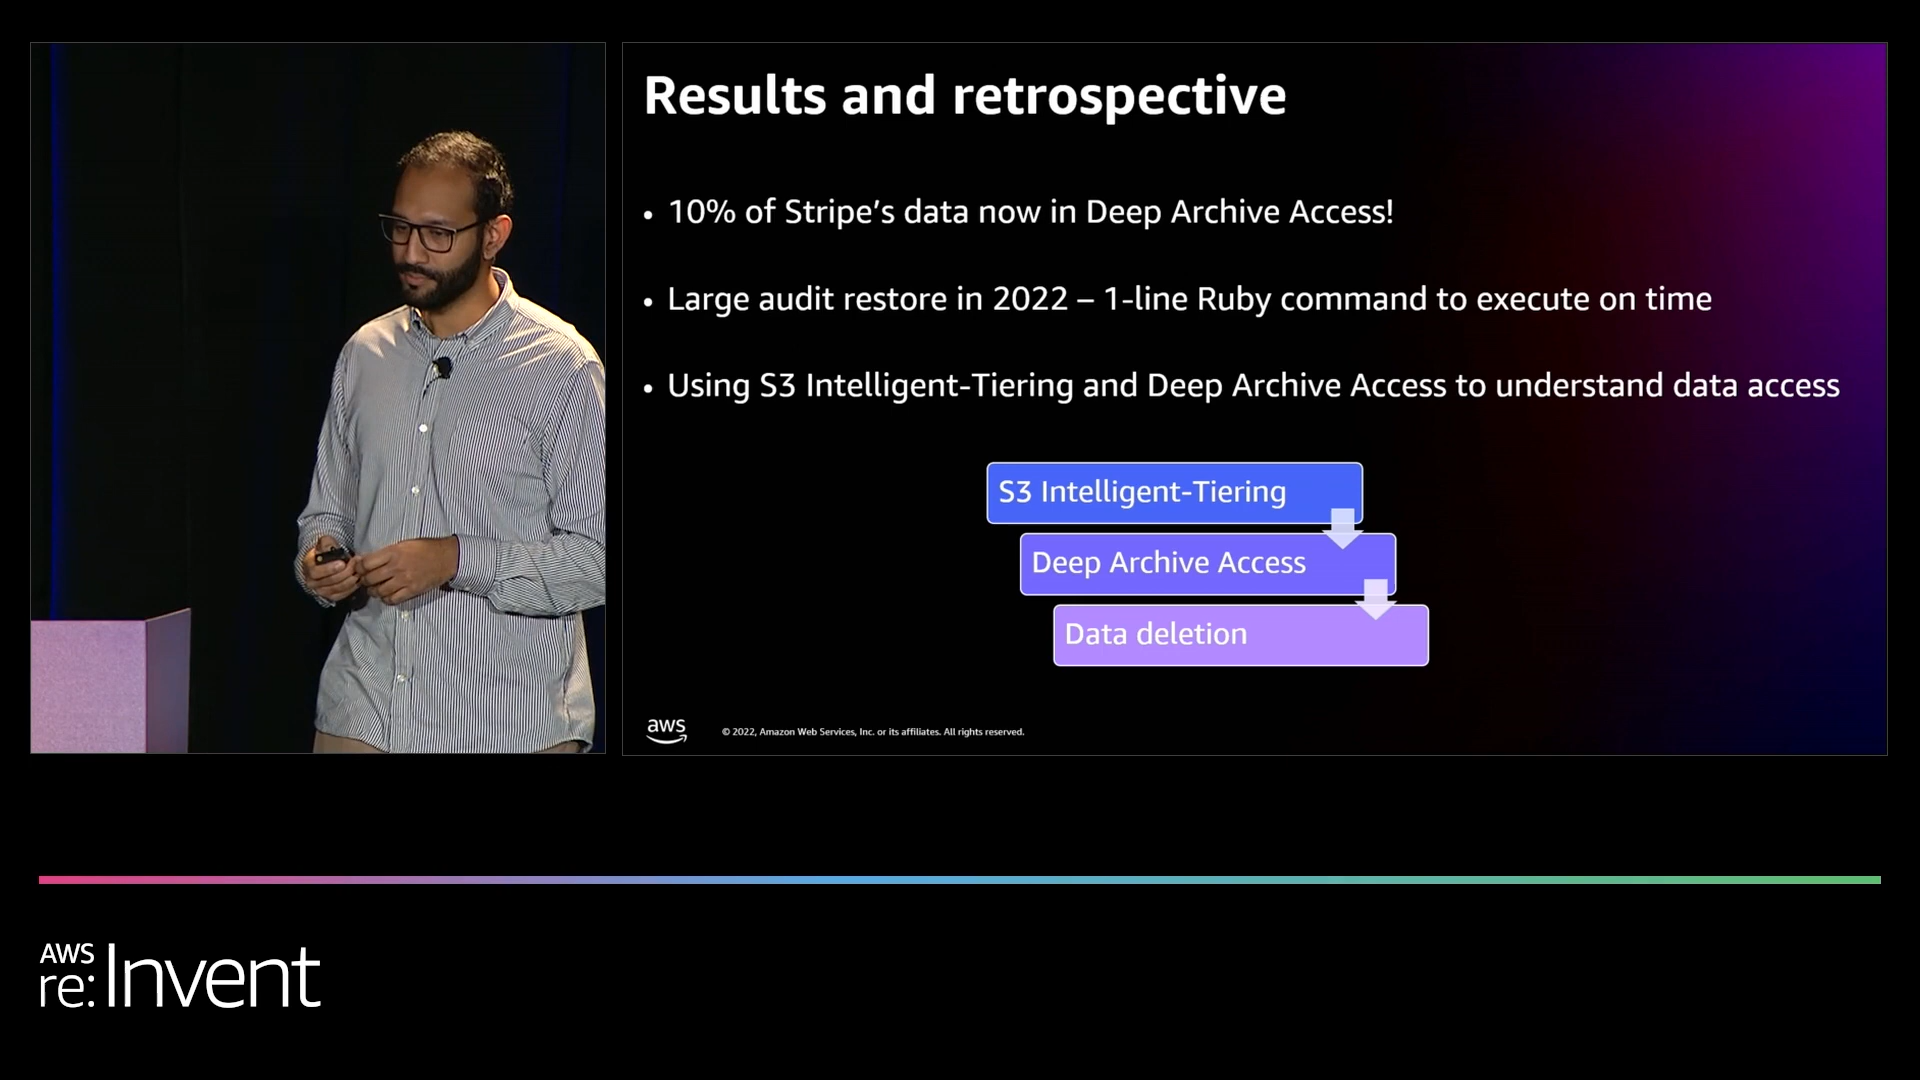 Results and retrospective
• 10% of Stripe’s data now in Deep Archive Access!
• Large audit restore in 2022 – 1-line Ruby command to execute on time
• Using S3 Intelligent-Tiering and Deep Archive Access to understand data access
S3 Intelligent-Tiering
Deep Archive Access
Data deletion
aws
© 2022, Amazon Web Services, Inc. or its affiliates. All rights reserved.
AWS
re:Invent